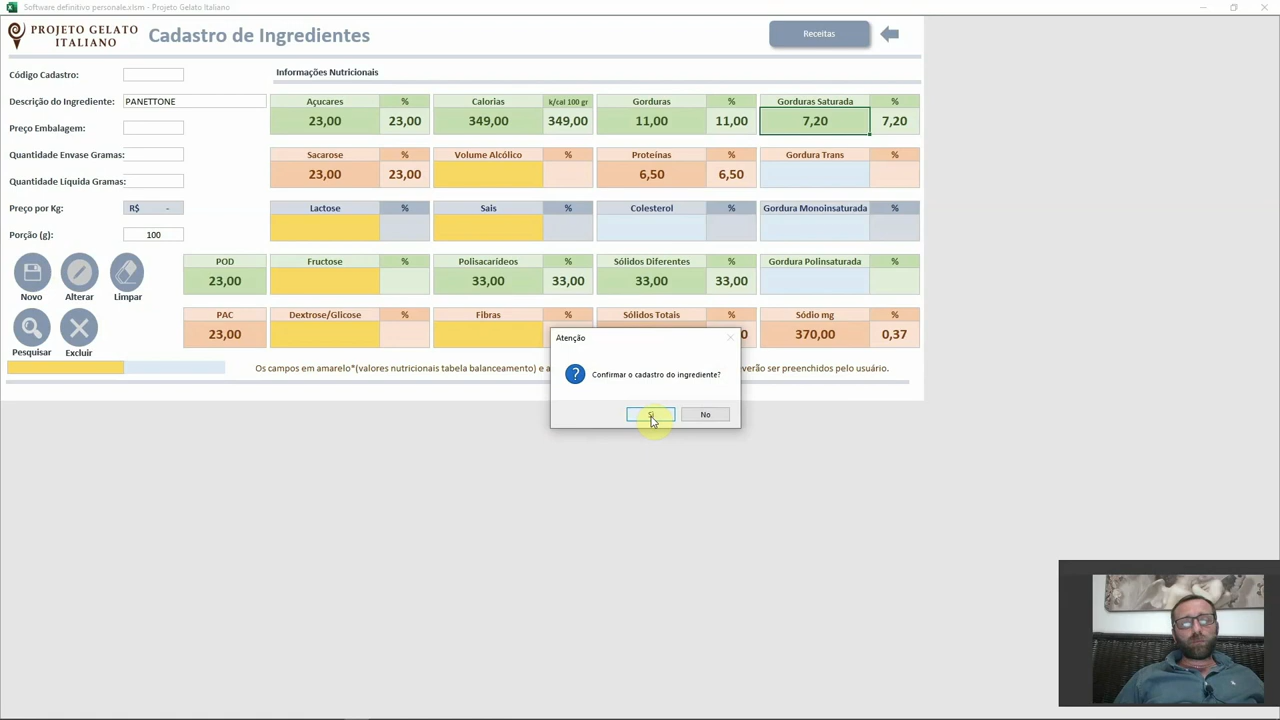 Software definitivo personale.xlsm - Projeto Gelato Italiano
PROJETO GELATO
ITALIANO
Cadastro de Ingredientes
Receitas
Código Cadastro:
Informações Nutricionais
Descrição do Ingrediente: PANETTONE
Açucares % Calorias k/cal 100 gr Gorduras % Gorduras Saturada %
23,00 23,00 349,00 349,00 11,00 11,00 7,20 7,20
Preço Embalagem:
Quantidade Envase Gramas:
Sacarose % Volume Alcólico % Proteínas % Gordura Trans %
23,00 23,00 6,50 6,50
Quantidade Líquida Gramas:
Preço por Kg: R$ -
Lactose % Sais % Colesterol % Gordura Monoinsaturada %
Porção (g): 100
POD Fructose % Polisacarideos % Sólidos Diferentes % Gordura Polinsaturada %
23,00 33,00 33,00 33,00 33,00
Novo Alterar Limpar
PAC Dextrose/Glicose % Fibras % Sólidos Totais % Sódio mg %
23,00 0 370,00 0,37
Pesquisar Excluir
Atenção
Os campos em amarelo*(valores nutricionais tabela balanceamento) e a verão ser preenchidos pelo usuário.
Confirmar o cadastro do ingrediente?
No